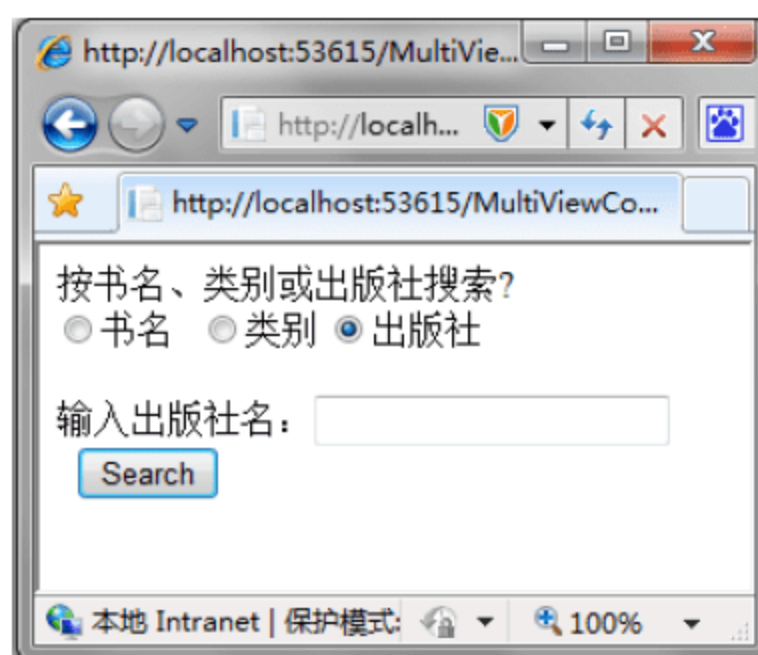 http://localhost:53615/MultiVie...
http://localh...
http://localhost:53615/MultiViewCo...
按书名、类别或出版社搜索?
书名 类别 出版社
输入出版社名：
Search
本地 Intranet | 保护模式: 100%